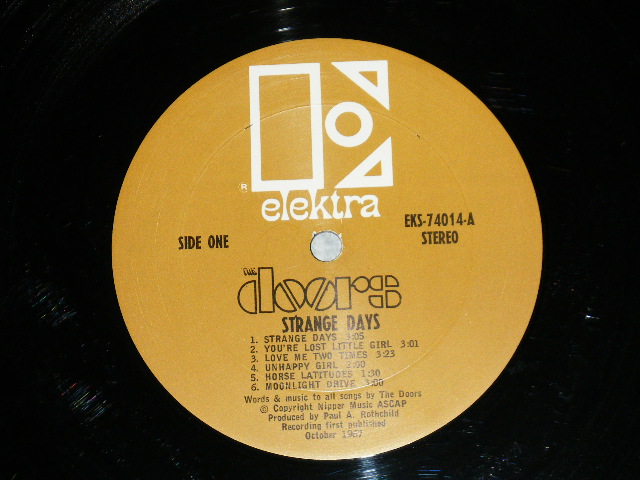 elektra
®
SIDE ONE
EKS-74014-A
STEREO
THE
doors
STRANGE DAYS
1. STRANGE DAYS 3:05
2. YOU'RE LOST LITTLE GIRL 3:01
3. LOVE ME TWO TIMES 3:23
4. UNHAPPY GIRL 2:00
5. HORSE LATITUDES 1:30
6. MOONLIGHT DRIVE 3:00
Words & music to all songs by The Doors
© Copyright Nipper Music ASCAP
Produced by Paul A. Rothchild
Recording first published
October 1967